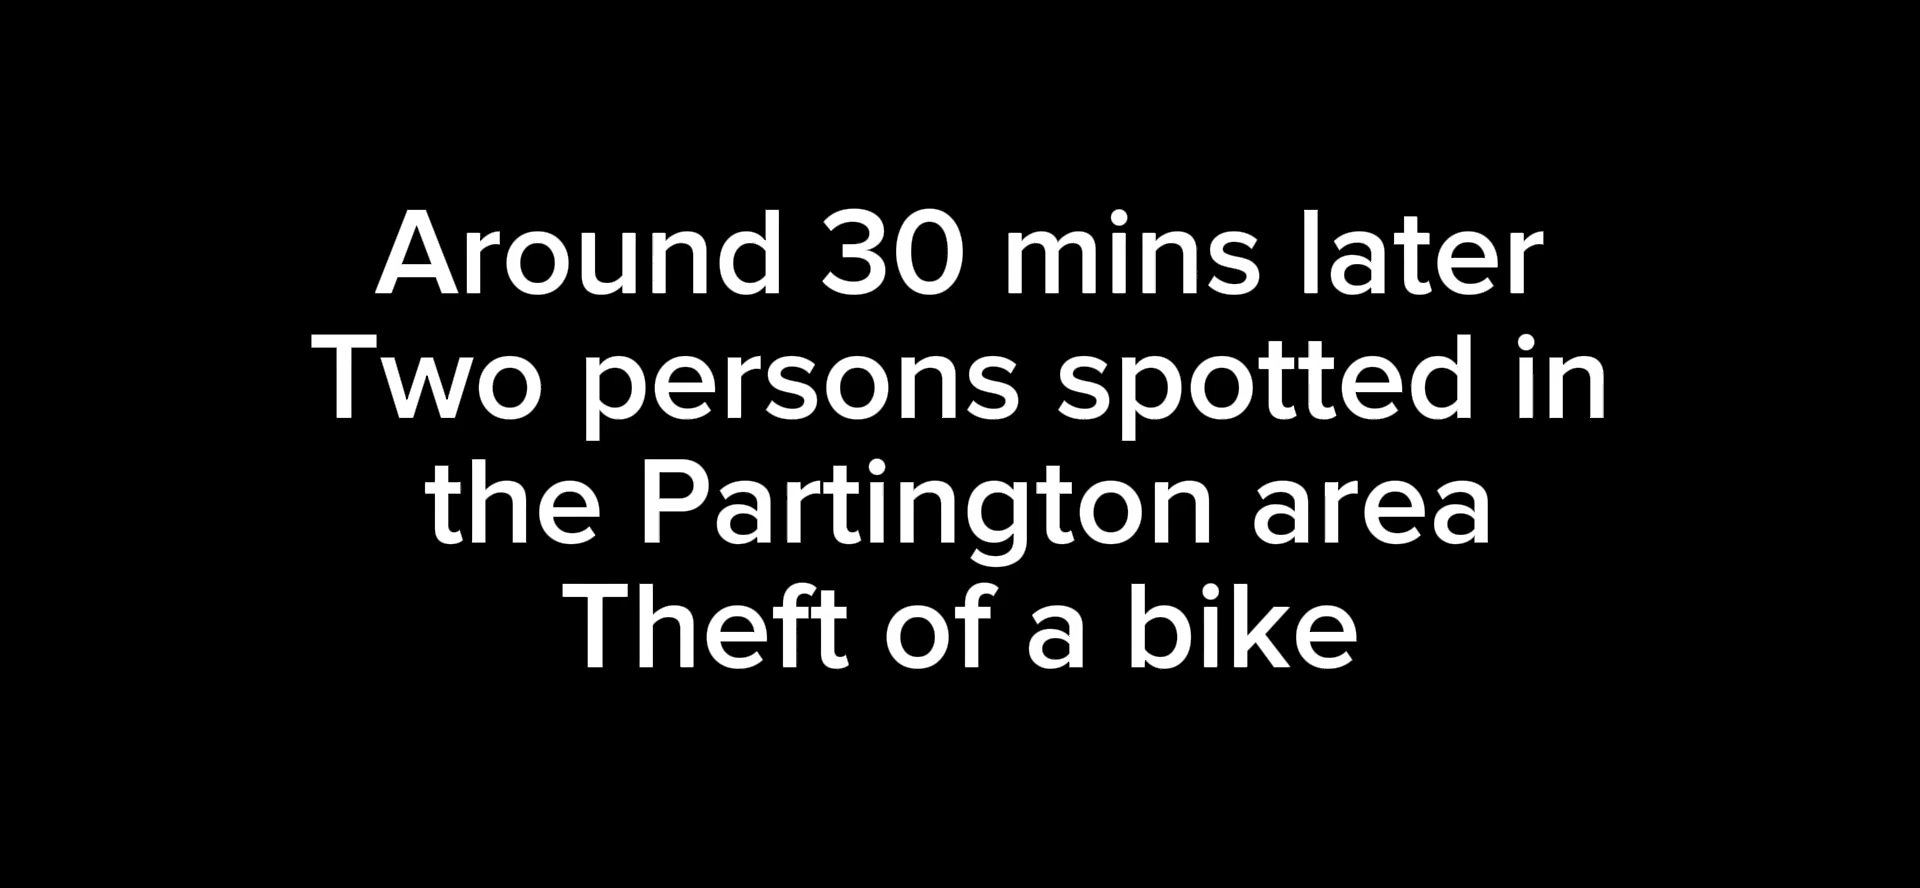 Around 30 mins later
Two persons spotted in
the Partington area
Theft of a bike